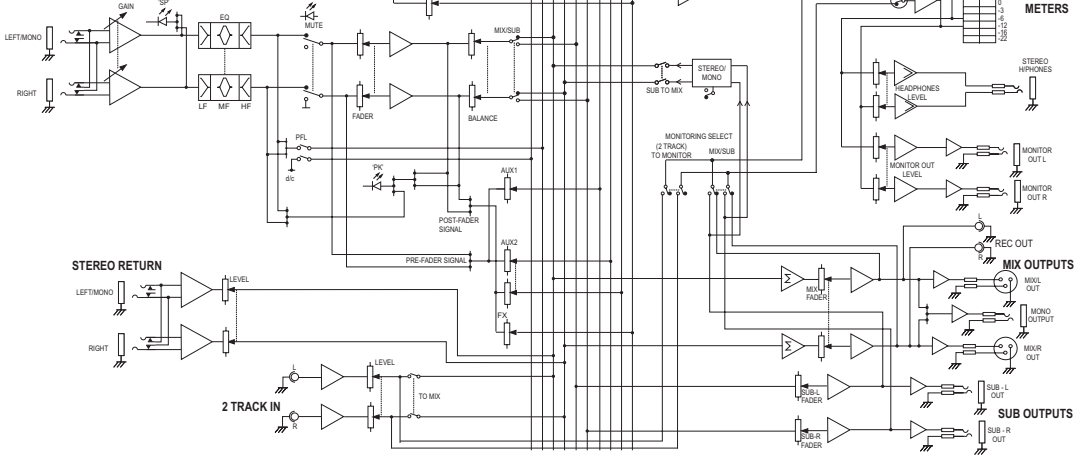 'SP'
GAIN
EQ
MUTE
LEFT/MONO
RIGHT
LF MF HF
FADER
MIX/SUB
BALANCE
PFL
d/c
'PK'
AUX1
POST-FADER
SIGNAL
AUX2
PRE-FADER SIGNAL
FX
STEREO/
MONO
SUB TO MIX
MONITORING SELECT
(2 TRACK)
TO MONITOR
MIX/SUB
0
-3
-6
-12
-16
-22
METERS
STEREO
H/PHONES
HEADPHONES
LEVEL
MONITOR
OUT L
MONITOR OUT
LEVEL
MONITOR
OUT R
L
REC OUT
R
MIX OUTPUTS
Σ
MIX
FADER
MIX/L
OUT
MONO
OUTPUT
Σ
MIX/R
OUT
STEREO RETURN
LEFT/MONO
LEVEL
RIGHT
L
LEVEL
2 TRACK IN
TO MIX
R
SUB-L
FADER
SUB - L
OUT
SUB OUTPUTS
SUB-R
FADER
SUB - R
OUT